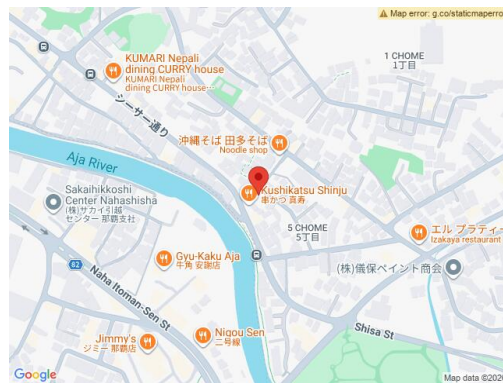 Map error: g.co/staticmaperro
KUMARI Nepali
dining CURRY house
KUMARI Nepali
dining CURRY house…
1 CHOME
1丁目
シーサー通り
沖縄そば 田多そば
Noodle shop
Aja River
Kushikatsu Shinju
串かつ 真寿
Sakaihikkoshi
Center Nahashisha
(株)サカイ引越
センター 那覇支社
5 CHOME
5丁目
エル プラティー
Izakaya restaurant
Gyu-Kaku Aja
牛角 安謝店
82
Naha Itoman-Sen St
(株)儀保ペイント商会
Jimmy's
ジミー 那覇店
Nigou Sen
二号線
Shisa St
Google
Map data ©202